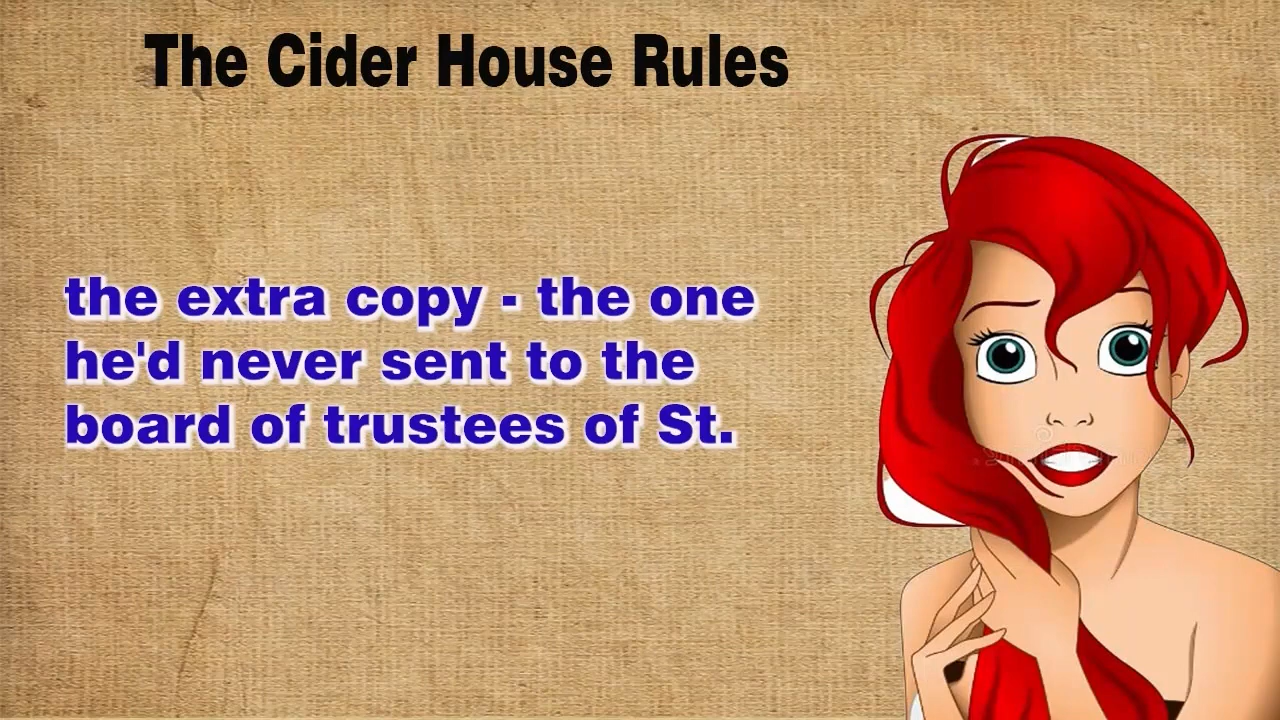 The Cider House Rules
the extra copy - the one
he'd never sent to the
board of trustees of St.